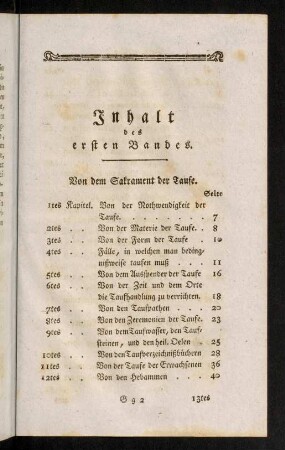 Inhalt
des
ersten Bandes.
Von dem Sakrament der Taufe.
Seite
1tes Kapitel. Von der Nothwendigkeit der
Taufe. . . . . . . . 7
2tes . . Von der Materie der Taufe. . 8
3tes . . Von der Form der Taufe . 10
4tes . . Fälle, in welchen man beding-
nißweise taufen muß . . . 11
5tes . . Von dem Ausspender der Taufe 16
6tes . . Von der Zeit und dem Orte
die Taufhandlung zu verrichten. 18
7tes . . Von den Taufpathen . . 20
8tes . . Von den Zeremonien der Taufe. 23
9tes . . Von dem Taufwasser, den Tauf-
steinen, und den heil. Oelen . 25
10tes . . Von den Taufverzeichnißbüchern 28
11tes . . Von der Taufe der Erwachsenen 36
12tes . . Von den Hebammen . . 40
G g 2 13tes